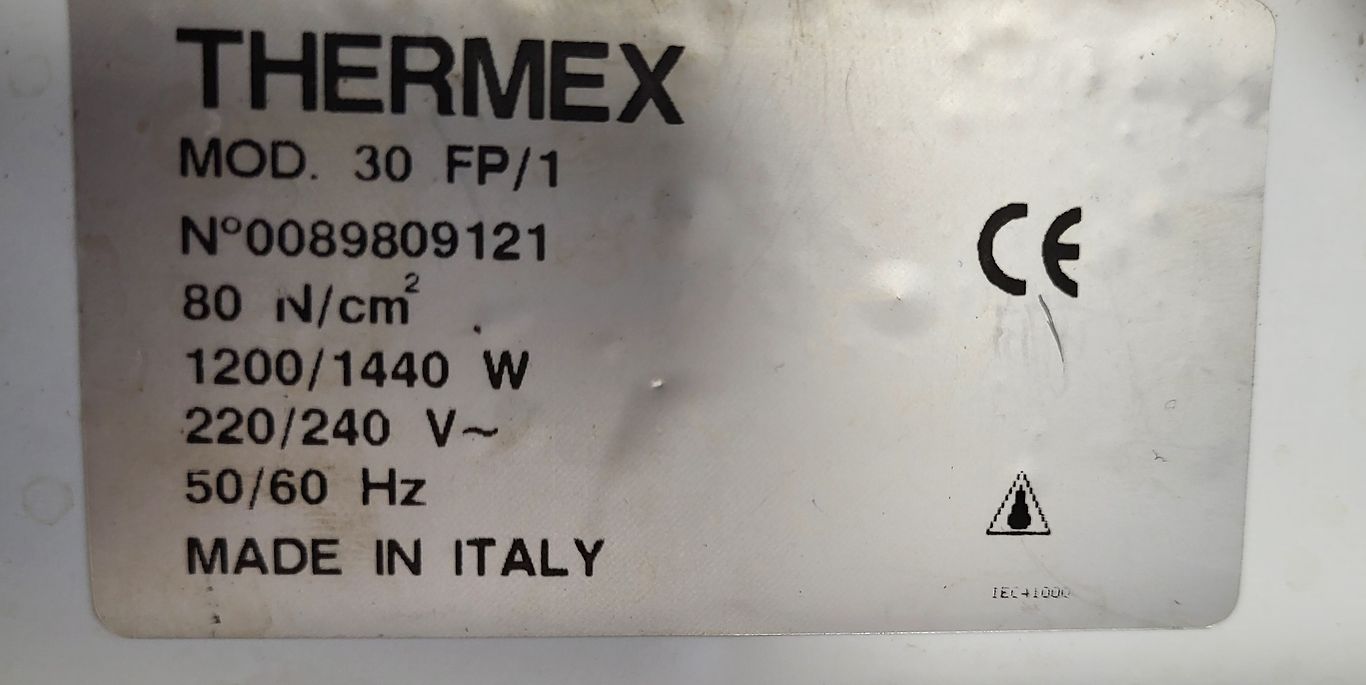 THERMEX
MOD. 30 FP/1
N°0089809121
80 N/cm²
1200/1440 W
220/240 V~
50/60 Hz
MADE IN ITALY
CE
IEC41000